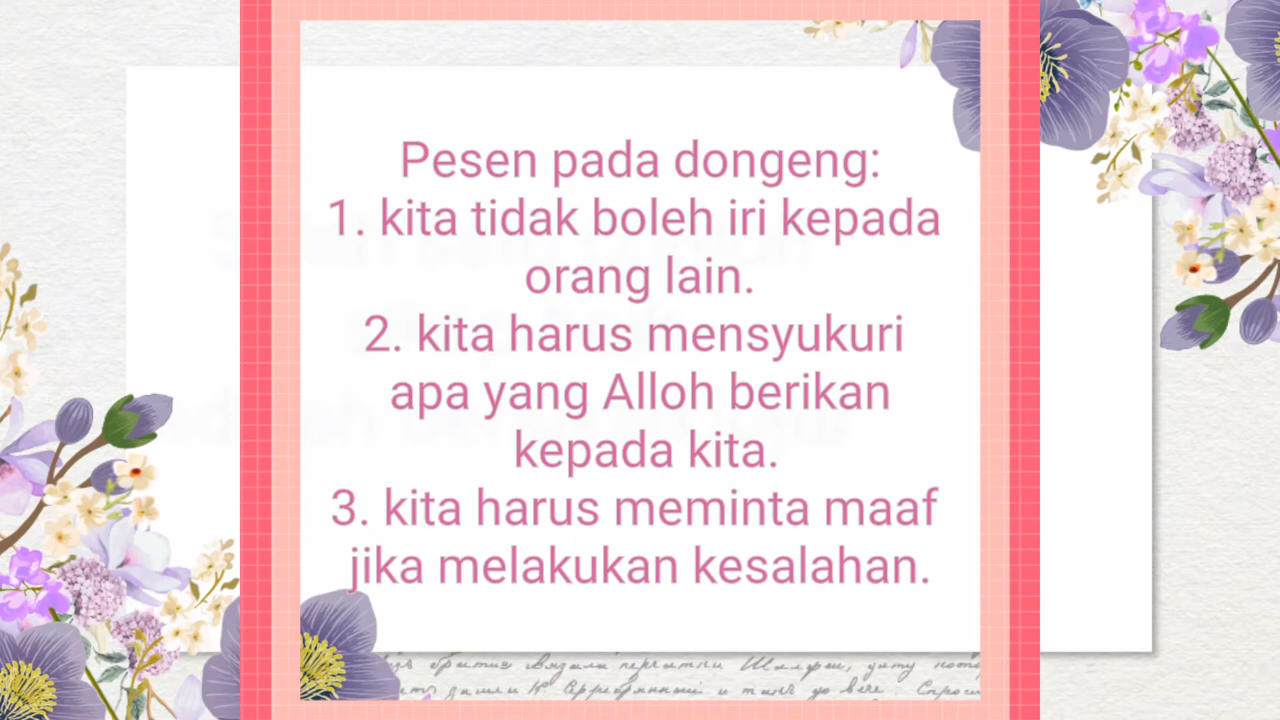 Pesen pada dongeng:
1. kita tidak boleh iri kepada
orang lain.
2. kita harus mensyukuri
apa yang Alloh berikan
kepada kita.
3. kita harus meminta maaf
jika melakukan kesalahan.